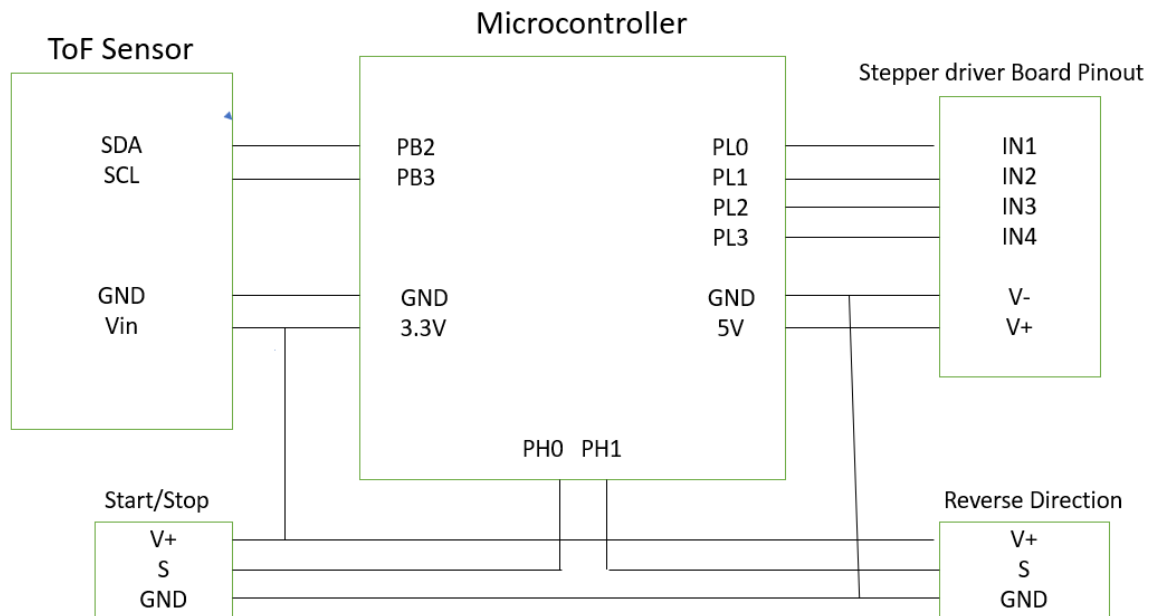 Microcontroller
ToF Sensor
Stepper driver Board Pinout
SDA
SCL
GND
Vin
PB2
PB3
GND
3.3V
PL0
PL1
PL2
PL3
GND
5V
PH0 PH1
IN1
IN2
IN3
IN4
V-
V+
Start/Stop
V+
S
GND
Reverse Direction
V+
S
GND